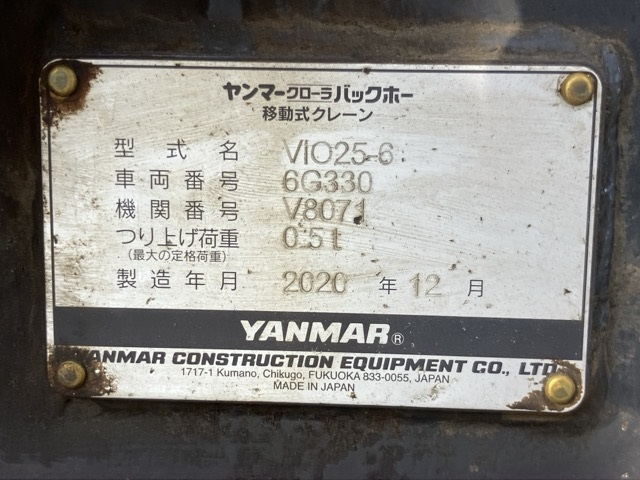 ヤンマークローラバックホー
移動式クレーン
型式名 VIO25-6
車両番号 6G330
機関番号 V8071
つり上げ荷重 0.5t
(最大の定格荷重)
製造年月 2020 年 12 月
YANMAR®
YANMAR CONSTRUCTION EQUIPMENT CO., LTD.
1717-1 Kumano, Chikugo, FUKUOKA 833-0055, JAPAN
MADE IN JAPAN